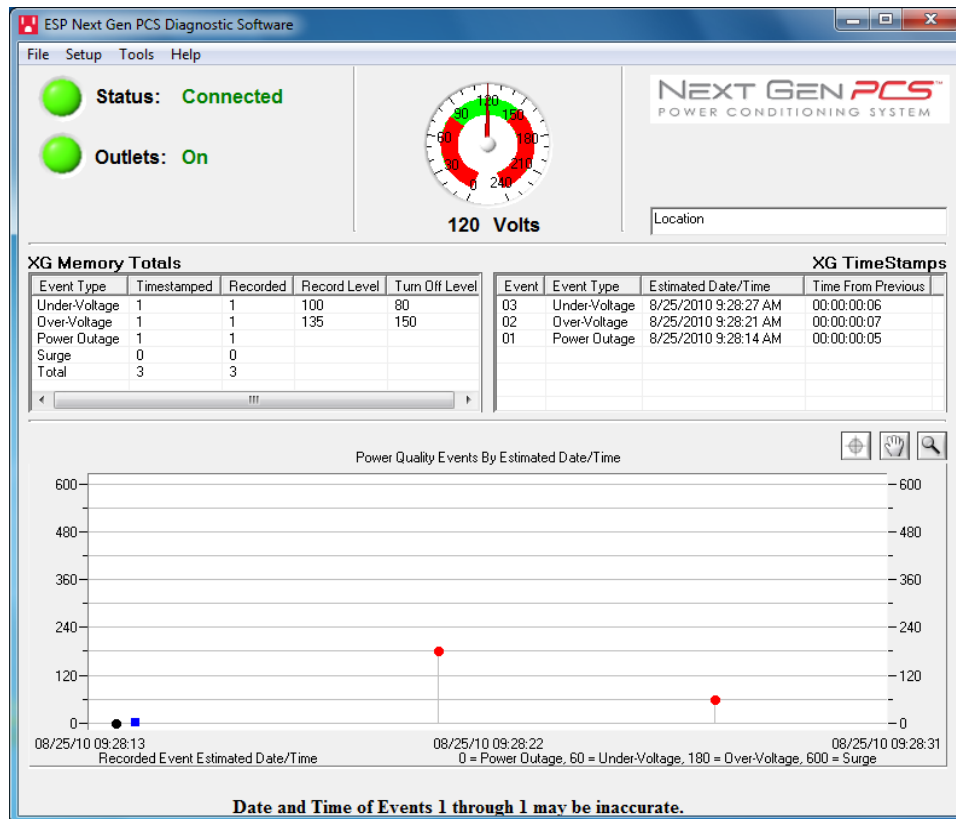 ESP Next Gen PCS Diagnostic Software
File Setup Tools Help
Status: Connected
Outlets: On
0 30 60 90 120 150 180 210 240
120 Volts
NEXT GEN PCS™
POWER CONDITIONING SYSTEM
Location
XG Memory Totals
Event Type Timestamped Recorded Record Level Turn Off Level
Under-Voltage 1 1 100 80
Over-Voltage 1 1 135 150
Power Outage 1 1
Surge 0 0
Total 3 3
XG TimeStamps
Event Event Type Estimated Date/Time Time From Previous
03 Under-Voltage 8/25/2010 9:28:27 AM 00:00:00:06
02 Over-Voltage 8/25/2010 9:28:21 AM 00:00:00:07
01 Power Outage 8/25/2010 9:28:14 AM 00:00:00:05
Power Quality Events By Estimated Date/Time
600 600
480 480
360 360
240 240
120 120
0 0
08/25/10 09:28:13 08/25/10 09:28:22 08/25/10 09:28:31
Recorded Event Estimated Date/Time 0 = Power Outage, 60 = Under-Voltage, 180 = Over-Voltage, 600 = Surge
Date and Time of Events 1 through 1 may be inaccurate.